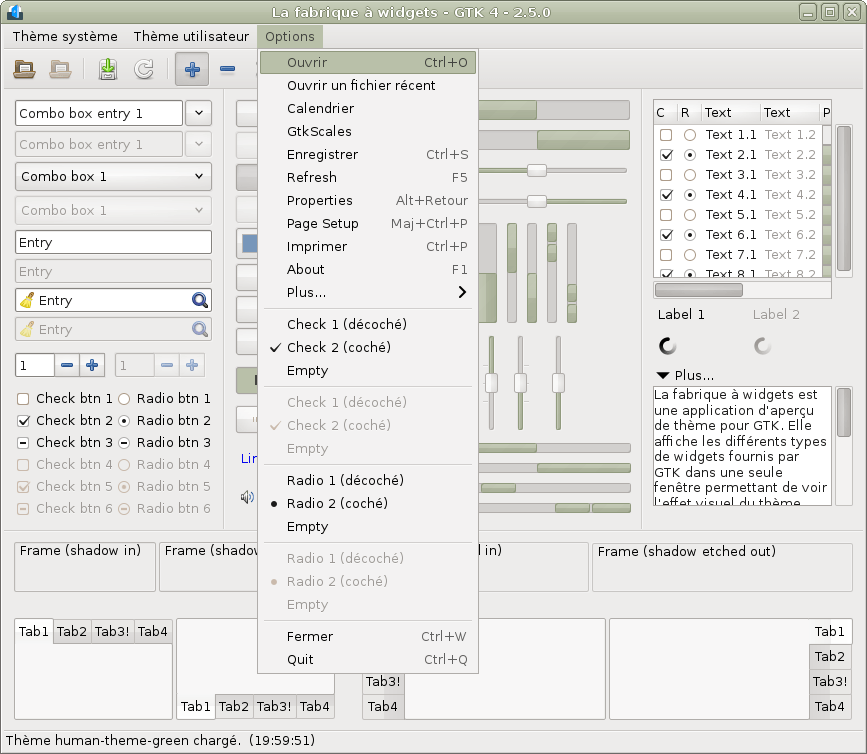 La fabrique à widgets - GTK 4 - 2.5.0
Thème système Thème utilisateur Options
Ouvrir Ctrl+O
Ouvrir un fichier récent
Calendrier
GtkScales
Enregistrer Ctrl+S
Refresh F5
Properties Alt+Retour
Page Setup Maj+Ctrl+P
Imprimer Ctrl+P
About F1
Plus...
Check 1 (décoché)
Check 2 (coché)
Empty
Check 1 (décoché)
Check 2 (coché)
Empty
Radio 1 (décoché)
Radio 2 (coché)
Empty
Radio 1 (décoché)
Radio 2 (coché)
Empty
Fermer Ctrl+W
Quit Ctrl+Q
Combo box entry 1
Combo box entry 1
Combo box 1
Combo box 1
Entry
Entry
Entry
Entry
1 1
Check btn 1 Radio btn 1
Check btn 2 Radio btn 2
Check btn 3 Radio btn 3
Check btn 4 Radio btn 4
Check btn 5 Radio btn 5
Check btn 6 Radio btn 6
C R Text Text P
Text 1.1 Text 1.2
Text 2.1 Text 2.2
Text 3.1 Text 3.2
Text 4.1 Text 4.2
Text 5.1 Text 5.2
Text 6.1 Text 6.2
Text 7.1 Text 7.2
Text 8.1 Text 8.2
Label 1 Label 2
Plus...
La fabrique à widgets est
une application d'aperçu
de thème pour GTK. Elle
affiche les différents types
de widgets fournis par
GTK dans une seule
fenêtre permettant de voir
l'effet visuel du thème
Frame (shadow in) Frame (shadow in) Frame (shadow etched out)
Tab1 Tab2 Tab3! Tab4
Tab1 Tab2 Tab3! Tab4
Tab3!
Tab4
Tab1
Tab2
Tab3!
Tab4
Thème human-theme-green chargé. (19:59:51)